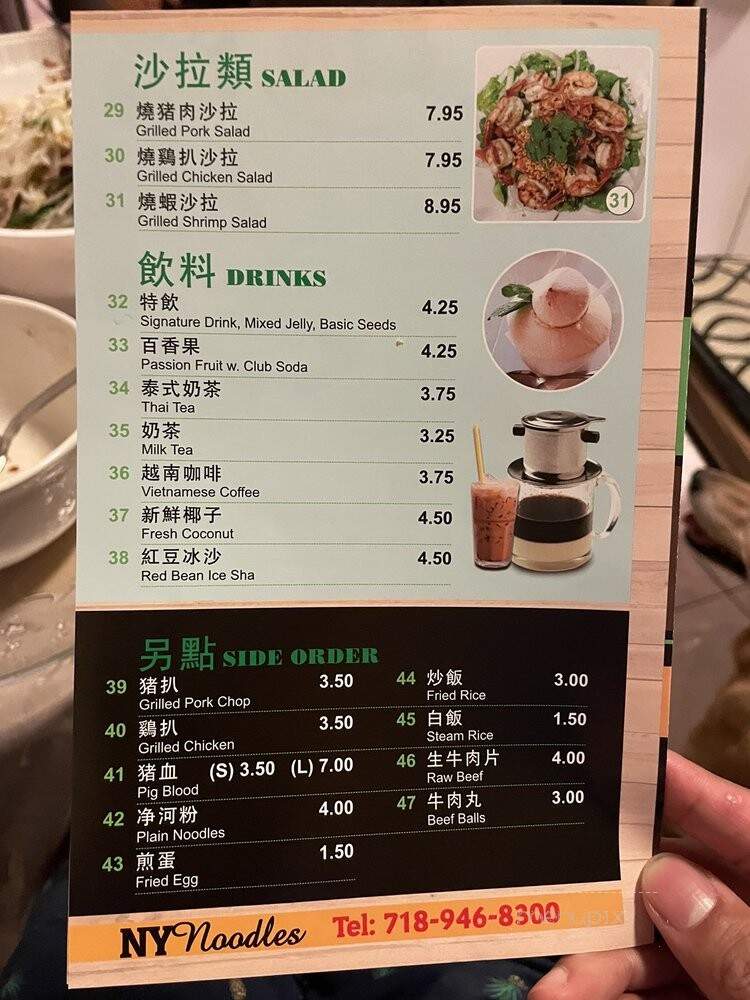 沙拉類 SALAD
29 燒猪肉沙拉 7.95
Grilled Pork Salad
30 燒鷄扒沙拉 7.95
Grilled Chicken Salad
31 燒蝦沙拉 8.95
Grilled Shrimp Salad
31
飲料 DRINKS
32 特飲 4.25
Signature Drink, Mixed Jelly, Basic Seeds
33 百香果 4.25
Passion Fruit w. Club Soda
34 泰式奶茶 3.75
Thai Tea
35 奶茶 3.25
Milk Tea
36 越南咖啡 3.75
Vietnamese Coffee
37 新鮮椰子 4.50
Fresh Coconut
38 紅豆冰沙 4.50
Red Bean Ice Sha
另點 SIDE ORDER
39 猪扒 3.50
Grilled Pork Chop
40 鷄扒 3.50
Grilled Chicken
41 猪血 (S) 3.50 (L) 7.00
Pig Blood
42 净河粉 4.00
Plain Noodles
43 煎蛋 1.50
Fried Egg
44 炒飯 3.00
Fried Rice
45 白飯 1.50
Steam Rice
46 生牛肉片 4.00
Raw Beef
47 牛肉丸 3.00
Beef Balls
NY Noodles Tel: 718-946-8300